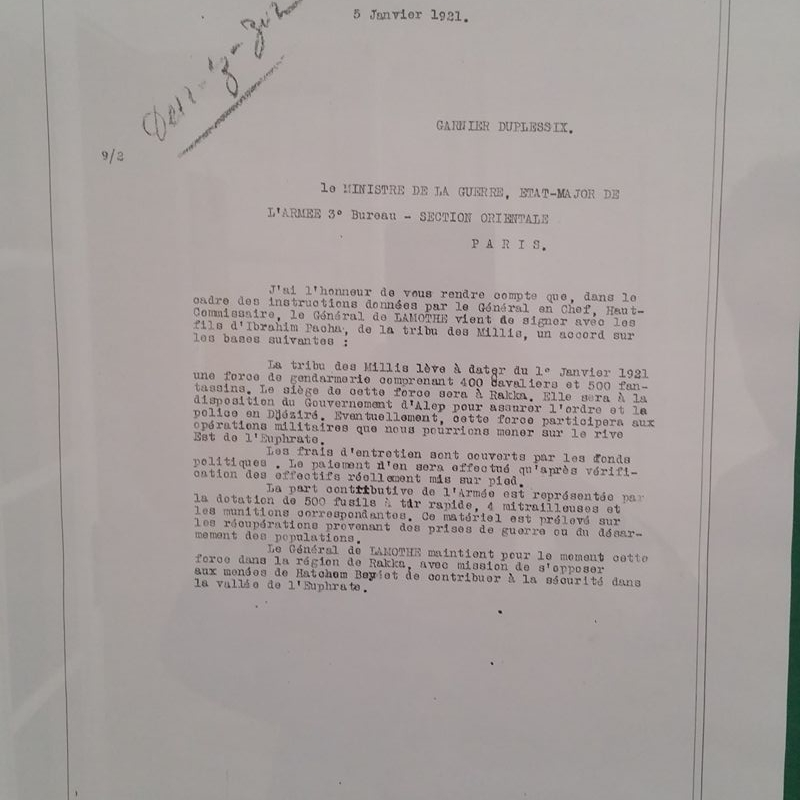 5 Janvier 1921.
GARNIER DUPLESSIX.
9/2
le MINISTRE DE LA GUERRE, ETAT-MAJOR DE
L'ARMEE 3° Bureau - SECTION ORIENTALE
P A R I S.
J'ai l'honneur de vous rendre compte que, dans le
cadre des instructions données par le Général en Chef, Haut-
Commissaire, le Général de LAMOTHE vient de signer avec les
fils d'Ibrahim Pacha, de la tribu des Millis, un accord sur
les bases suivantes :
La tribu des Millis lève à dater du 1° Janvier 1921
une force de gendarmerie comprenant 400 cavaliers et 500 fan-
tassins. Le siège de cette force sera à Rakka. Elle sera à la
disposition du Gouvernement d'Alep pour assurer l'ordre et la
police en Djéziré. Eventuellement, cette force participera aux
opérations militaires que nous pourrions mener sur le rive
Est de l'Euphrate.
Les frais d'entretien sont couverts par les fonds
politiques . Le paiement n'en sera effectué qu'après vérifi-
cation des effectifs réellement mis sur pied.
La part contributive de l'Armée est représentée par
la dotation de 500 fusils à tir rapide, 4 mitrailleuses et
les munitions correspondantes. Ce matériel est prélevé sur
les récupérations provenant des prises de guerre ou du désar-
mement des populations.
Le Général de LAMOTHE maintient pour le mement cette
force dans la région de Rakka, avec mission de s'opposer
aux menées de Hatchem Bey et de contribuer à la sécurité dans
la vallée de l'Euphrate.